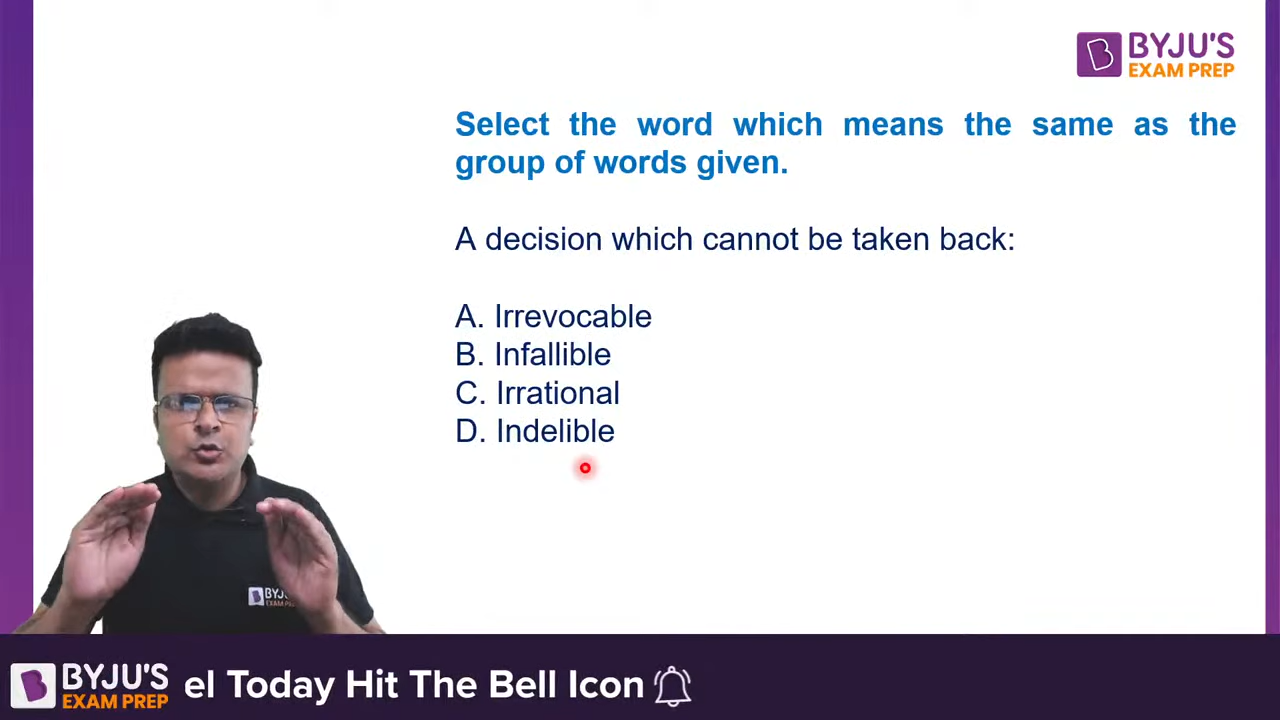 BYJU'S
EXAM PREP
Select the word which means the same as the
group of words given.
A decision which cannot be taken back:
A. Irrevocable
B. Infallible
C. Irrational
D. Indelible
BYJU'S
EXAM PREP
el Today Hit The Bell Icon